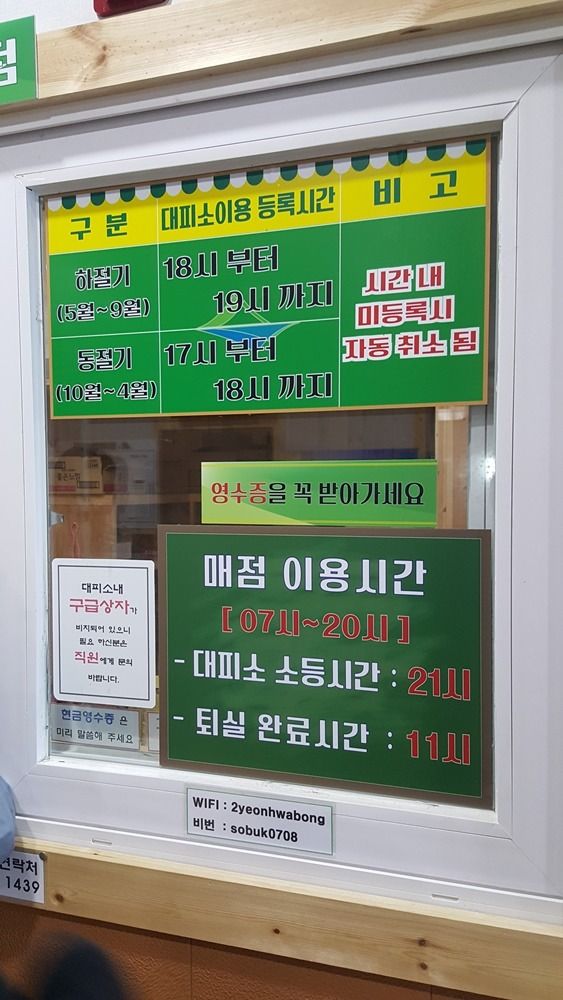 점
구 분
대피소이용 등록시간
비 고
하절기
(5월~9월)
18시 부터
19시 까지
동절기
(10월~4월)
17시 부터
18시 까지
시간 내
미등록시
자동 취소 됨
영수증을 꼭 받아가세요
매점 이용시간
[ 07시~20시 ]
- 대피소 소등시간 : 21시
- 퇴실 완료시간 : 11시
대피소내
구급상자가
비치되어 있으니
필요 하신분은
직원에게 문의
바랍니다.
현금영수증 은
미리 말씀해 주세요
WIFI : 2yeonhwabong
비번 : sobuk0708
연락처
1439